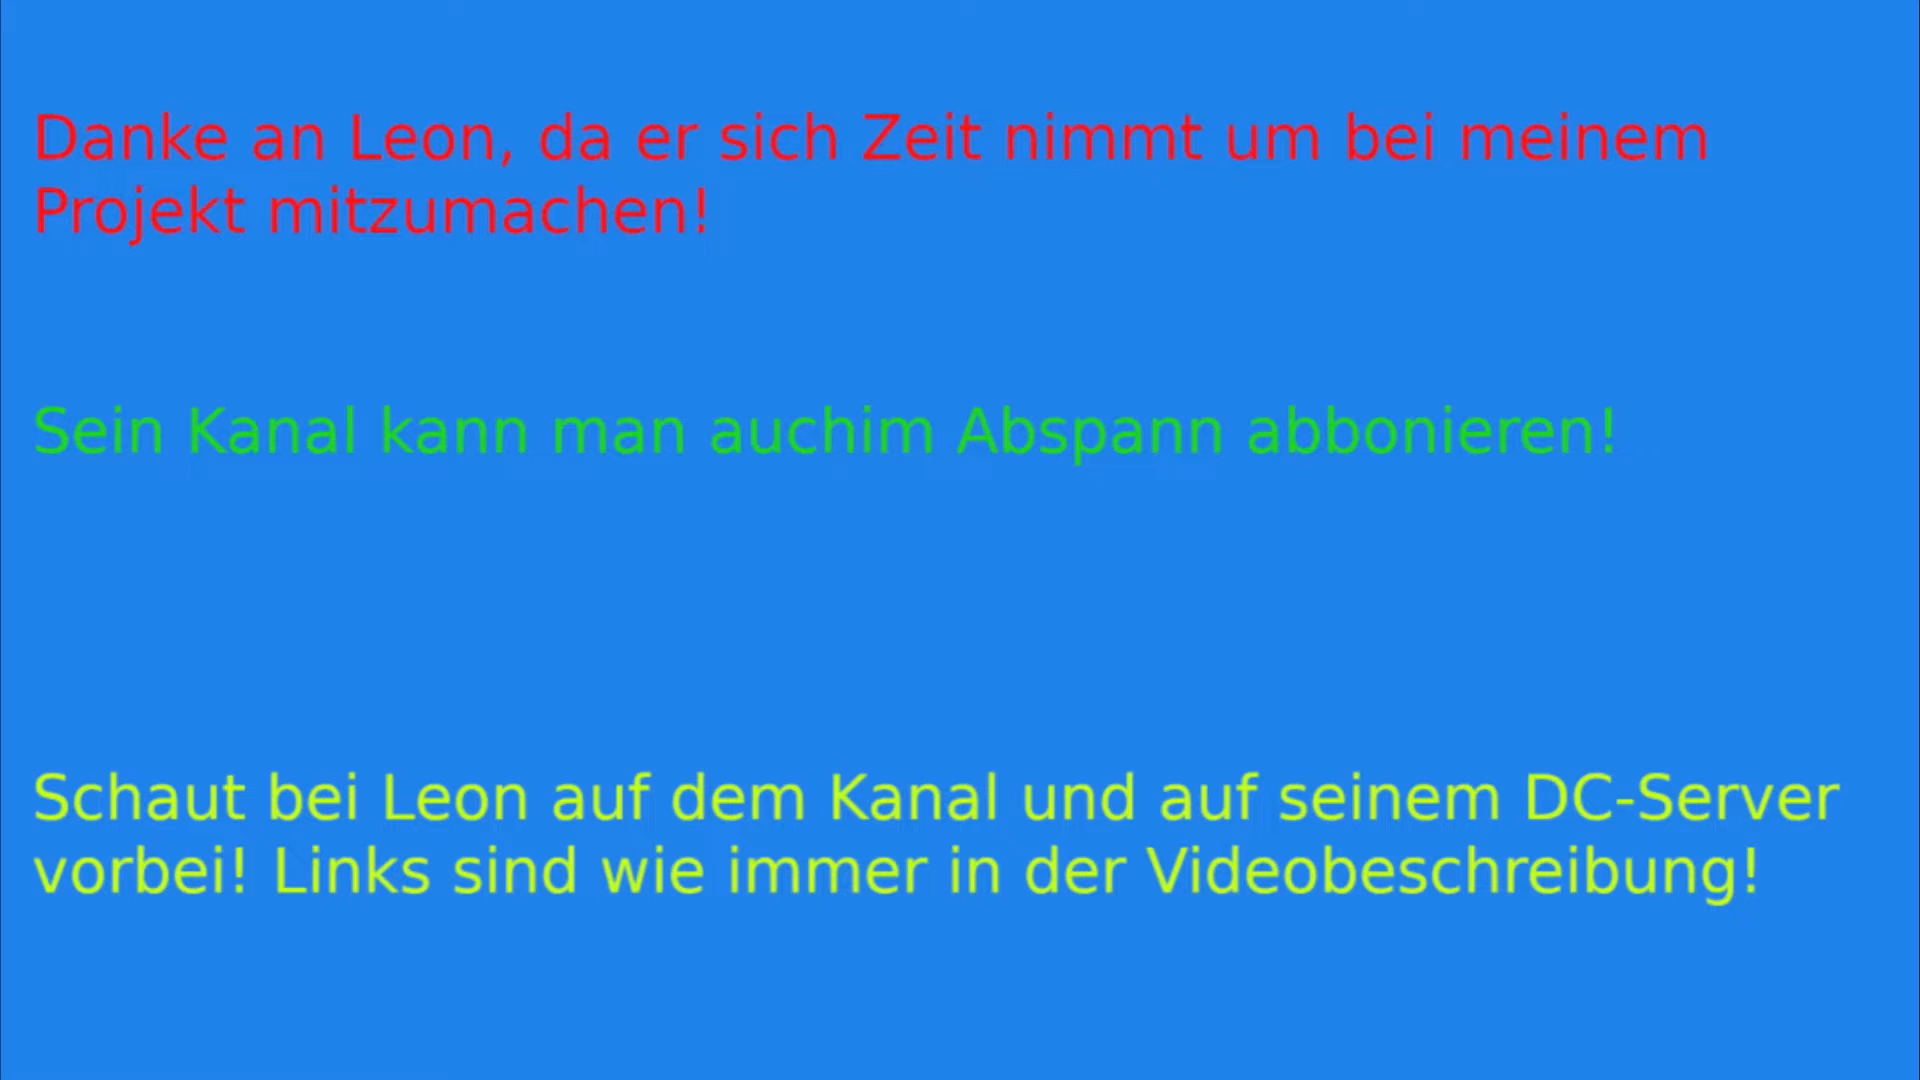 Danke an Leon, da er sich Zeit nimmt um bei meinem
Projekt mitzumachen!
Sein Kanal kann man auchim Abspann abbonieren!
Schaut bei Leon auf dem Kanal und auf seinem DC-Server
vorbei! Links sind wie immer in der Videobeschreibung!